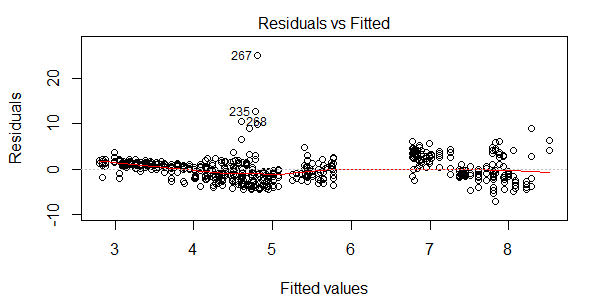 Residuals vs Fitted
Residuals
20
10
0
-10
267
235
268
3 4 5 6 7 8
Fitted values